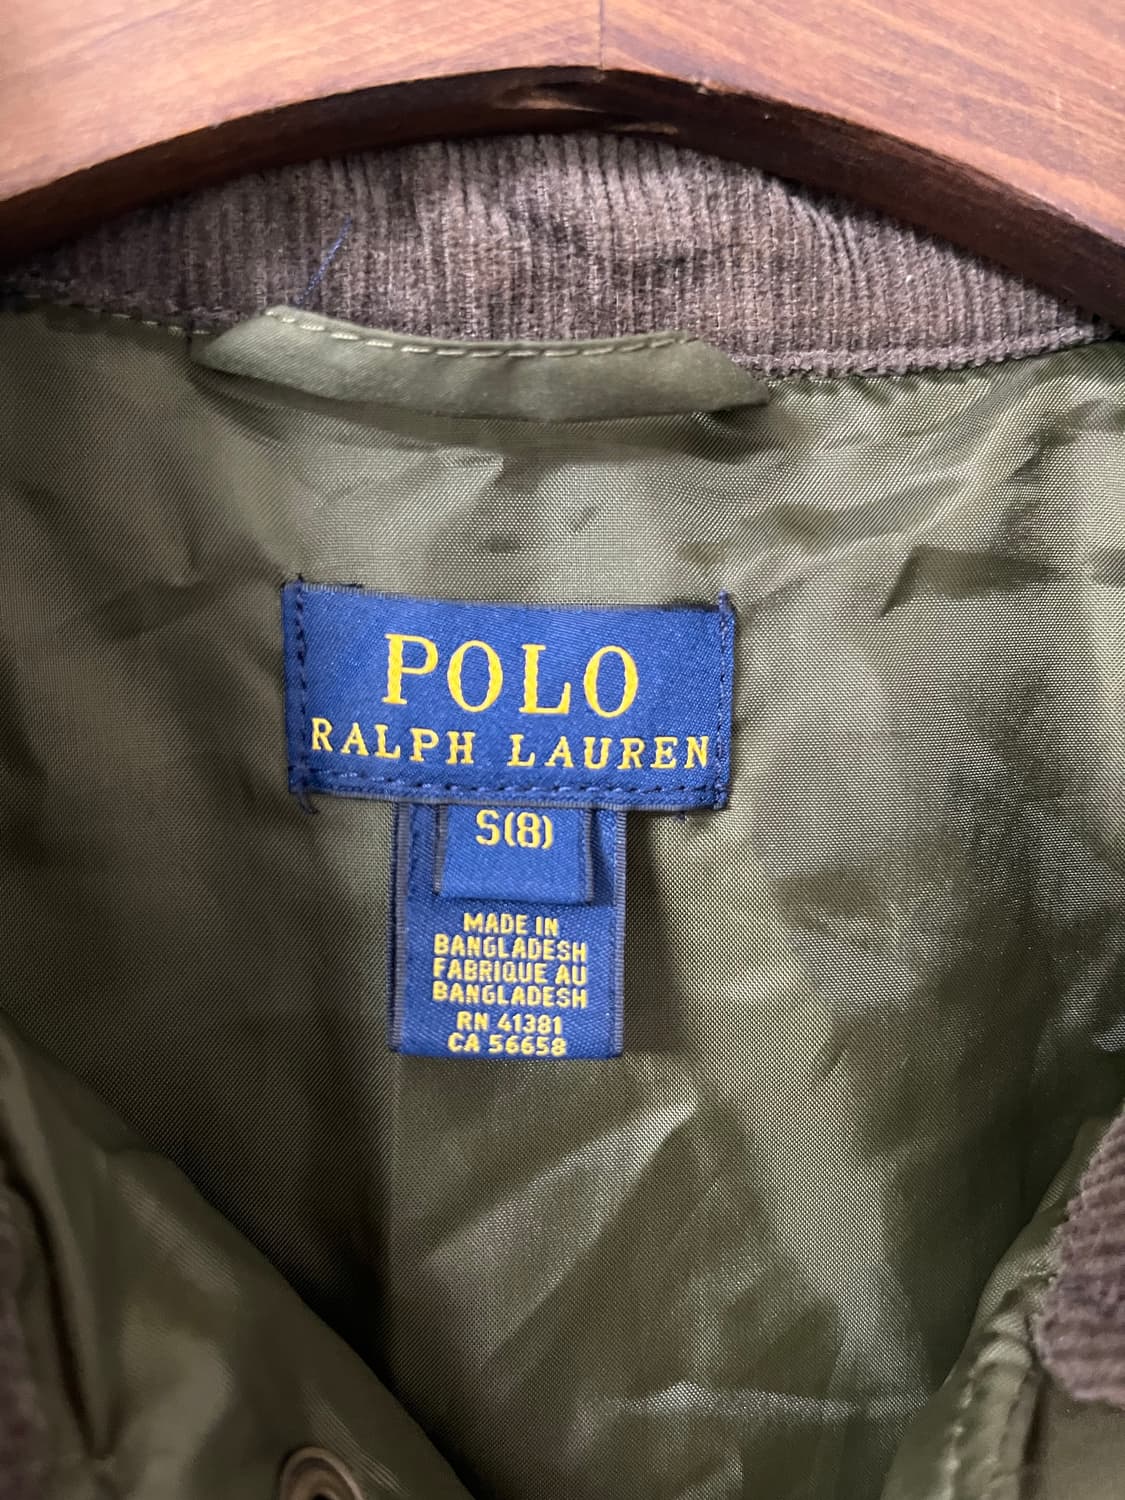 POLO
RALPH LAUREN
S(8)
MADE IN
BANGLADESH
FABRIQUE AU
BANGLADESH
RN 41381
CA 56658